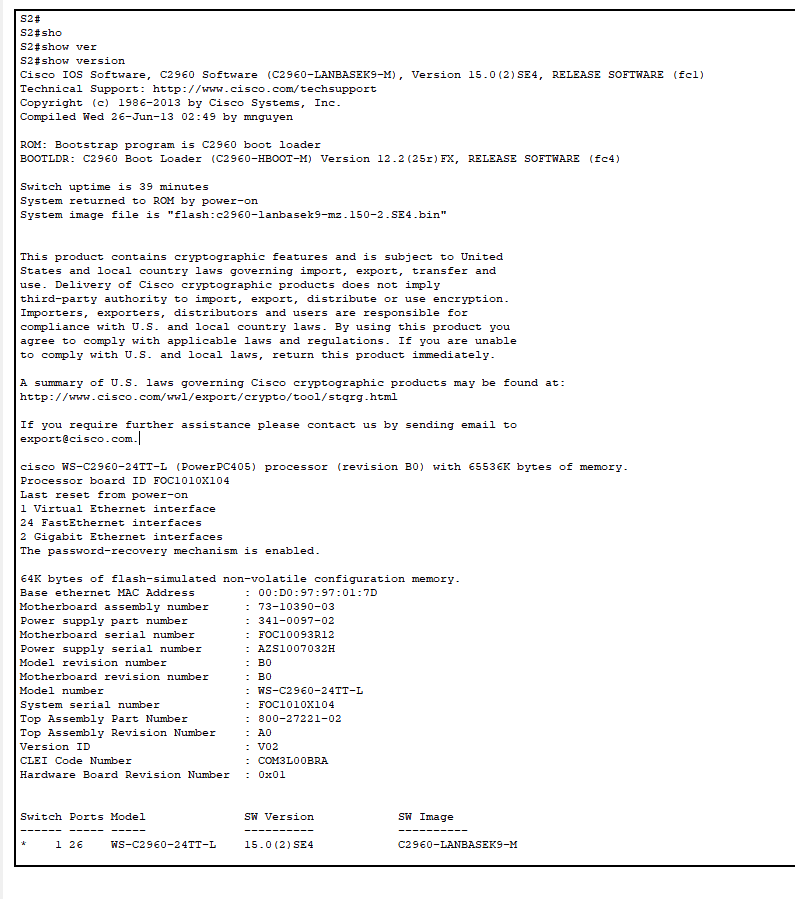 S2#
S2#sho
S2#show ver
S2#show version
Cisco IOS Software, C2960 Software (C2960-LANBASEK9-M), Version 15.0(2)SE4, RELEASE SOFTWARE (fc1)
Technical Support: http://www.cisco.com/techsupport
Copyright (c) 1986-2013 by Cisco Systems, Inc.
Compiled Wed 26-Jun-13 02:49 by mnguyen
ROM: Bootstrap program is C2960 boot loader
BOOTLDR: C2960 Boot Loader (C2960-HBOOT-M) Version 12.2(25r)FX, RELEASE SOFTWARE (fc4)
Switch uptime is 39 minutes
System returned to ROM by power-on
System image file is "flash:c2960-lanbasek9-mz.150-2.SE4.bin"
This product contains cryptographic features and is subject to United
States and local country laws governing import, export, transfer and
use. Delivery of Cisco cryptographic products does not imply
third-party authority to import, export, distribute or use encryption.
Importers, exporters, distributors and users are responsible for
compliance with U.S. and local country laws. By using this product you
agree to comply with applicable laws and regulations. If you are unable
to comply with U.S. and local laws, return this product immediately.
A summary of U.S. laws governing Cisco cryptographic products may be found at:
http://www.cisco.com/wwl/export/crypto/tool/stqrg.html
If you require further assistance please contact us by sending email to
export@cisco.com.
cisco WS-C2960-24TT-L (PowerPC405) processor (revision B0) with 65536K bytes of memory.
Processor board ID FOC1010X104
Last reset from power-on
1 Virtual Ethernet interface
24 FastEthernet interfaces
2 Gigabit Ethernet interfaces
The password-recovery mechanism is enabled.
64K bytes of flash-simulated non-volatile configuration memory.
Base ethernet MAC Address : 00:D0:97:97:01:7D
Motherboard assembly number : 73-10390-03
Power supply part number : 341-0097-02
Motherboard serial number : FOC10093R12
Power supply serial number : AZS1007032H
Model revision number : B0
Motherboard revision number : B0
Model number : WS-C2960-24TT-L
System serial number : FOC1010X104
Top Assembly Part Number : 800-27221-02
Top Assembly Revision Number : A0
Version ID : V02
CLEI Code Number : COM3L00BRA
Hardware Board Revision Number : 0x01
Switch Ports Model SW Version SW Image
------ ----- ----- ---------- ----------
* 1 26 WS-C2960-24TT-L 15.0(2)SE4 C2960-LANBASEK9-M